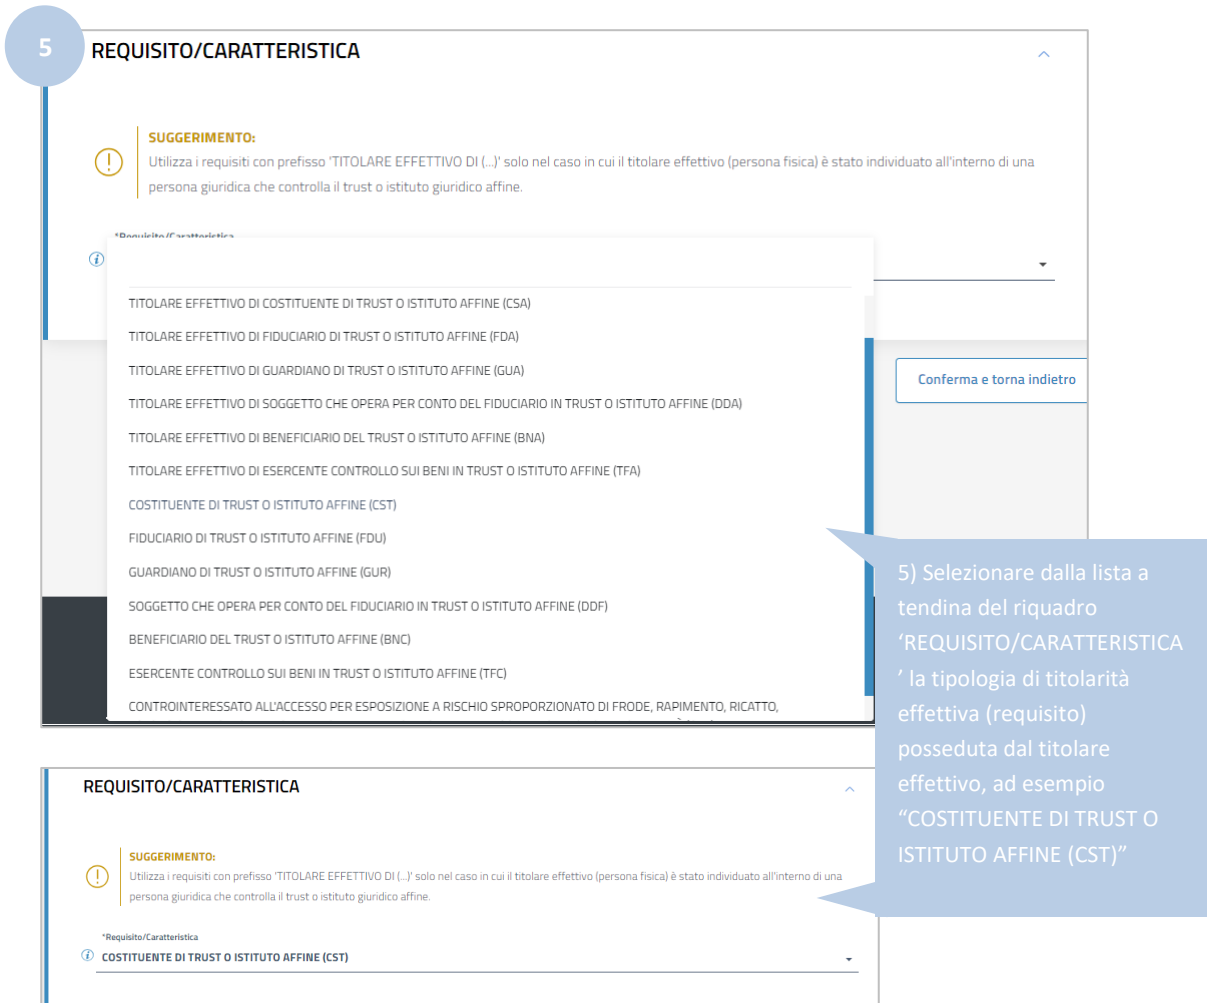 5
REQUISITO/CARATTERISTICA
SUGGERIMENTO:
Utilizza i requisiti con prefisso 'TITOLARE EFFETTIVO DI (...)' solo nel caso in cui il titolare effettivo (persona fisica) è stato individuato all'interno di una
persona giuridica che controlla il trust o istituto giuridico affine.
*Requisito/Caratteristica
TITOLARE EFFETTIVO DI COSTITUENTE DI TRUST O ISTITUTO AFFINE (CSA)
TITOLARE EFFETTIVO DI FIDUCIARIO DI TRUST O ISTITUTO AFFINE (FDA)
TITOLARE EFFETTIVO DI GUARDIANO DI TRUST O ISTITUTO AFFINE (GUA)
TITOLARE EFFETTIVO DI SOGGETTO CHE OPERA PER CONTO DEL FIDUCIARIO IN TRUST O ISTITUTO AFFINE (DDA)
TITOLARE EFFETTIVO DI BENEFICIARIO DEL TRUST O ISTITUTO AFFINE (BNA)
TITOLARE EFFETTIVO DI ESERCENTE CONTROLLO SUI BENI IN TRUST O ISTITUTO AFFINE (TFA)
COSTITUENTE DI TRUST O ISTITUTO AFFINE (CST)
FIDUCIARIO DI TRUST O ISTITUTO AFFINE (FDU)
GUARDIANO DI TRUST O ISTITUTO AFFINE (GUR)
SOGGETTO CHE OPERA PER CONTO DEL FIDUCIARIO IN TRUST O ISTITUTO AFFINE (DDF)
BENEFICIARIO DEL TRUST O ISTITUTO AFFINE (BNC)
ESERCENTE CONTROLLO SUI BENI IN TRUST O ISTITUTO AFFINE (TFC)
CONTROINTERESSATO ALL'ACCESSO PER ESPOSIZIONE A RISCHIO SPROPORZIONATO DI FRODE, RAPIMENTO, RICATTO,
Conferma e torna indietro
5) Selezionare dalla lista a
tendina del riquadro
‘REQUISITO/CARATTERISTICA
’ la tipologia di titolarità
effettiva (requisito)
posseduta dal titolare
effettivo, ad esempio
“COSTITUENTE DI TRUST O
ISTITUTO AFFINE (CST)”
REQUISITO/CARATTERISTICA
SUGGERIMENTO:
Utilizza i requisiti con prefisso 'TITOLARE EFFETTIVO DI (...)' solo nel caso in cui il titolare effettivo (persona fisica) è stato individuato all'interno di una
persona giuridica che controlla il trust o istituto giuridico affine.
*Requisito/Caratteristica
COSTITUENTE DI TRUST O ISTITUTO AFFINE (CST)